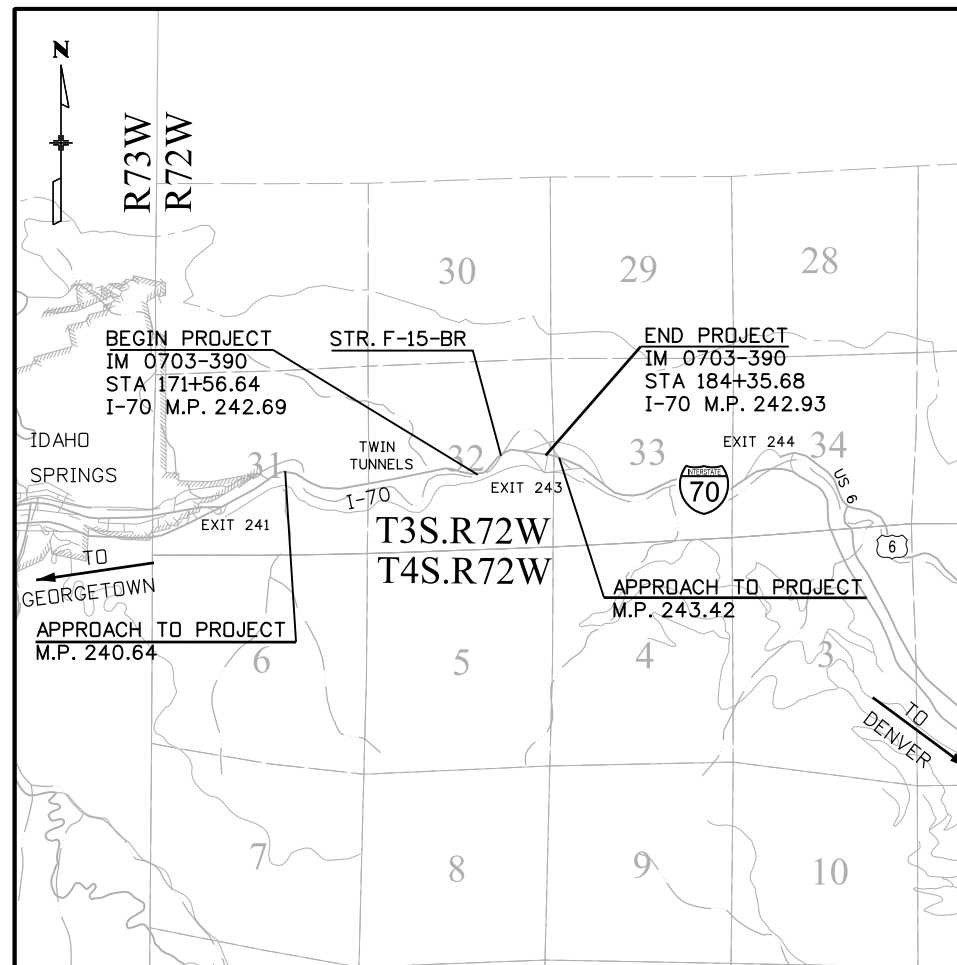 N
R73W
R72W
30
29
28
BEGIN PROJECT
IM 0703-390
STA 171+56.64
I-70 M.P. 242.69
STR. F-15-BR
END PROJECT
IM 0703-390
STA 184+35.68
I-70 M.P. 242.93
IDAHO
SPRINGS
31
TWIN
TUNNELS
32
33
EXIT 244
34
I-70
EXIT 243
INTERSTATE
70
US 6
EXIT 241
T3S.R72W
T4S.R72W
6
TO
GEORGETOWN
APPROACH TO PROJECT
M.P. 240.64
APPROACH TO PROJECT
M.P. 243.42
6
5
4
3
TO
DENVER
7
8
9
10